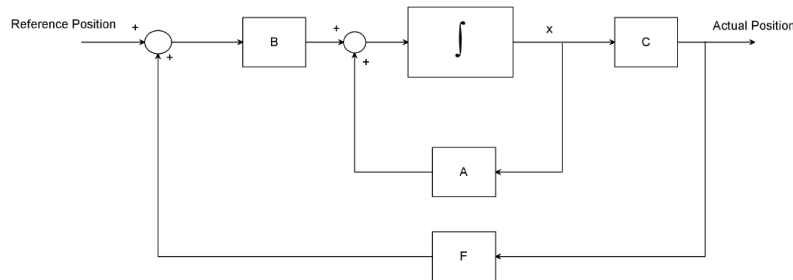 Reference Position
+
+
B
+
+
∫
x
C
Actual Position
A
F